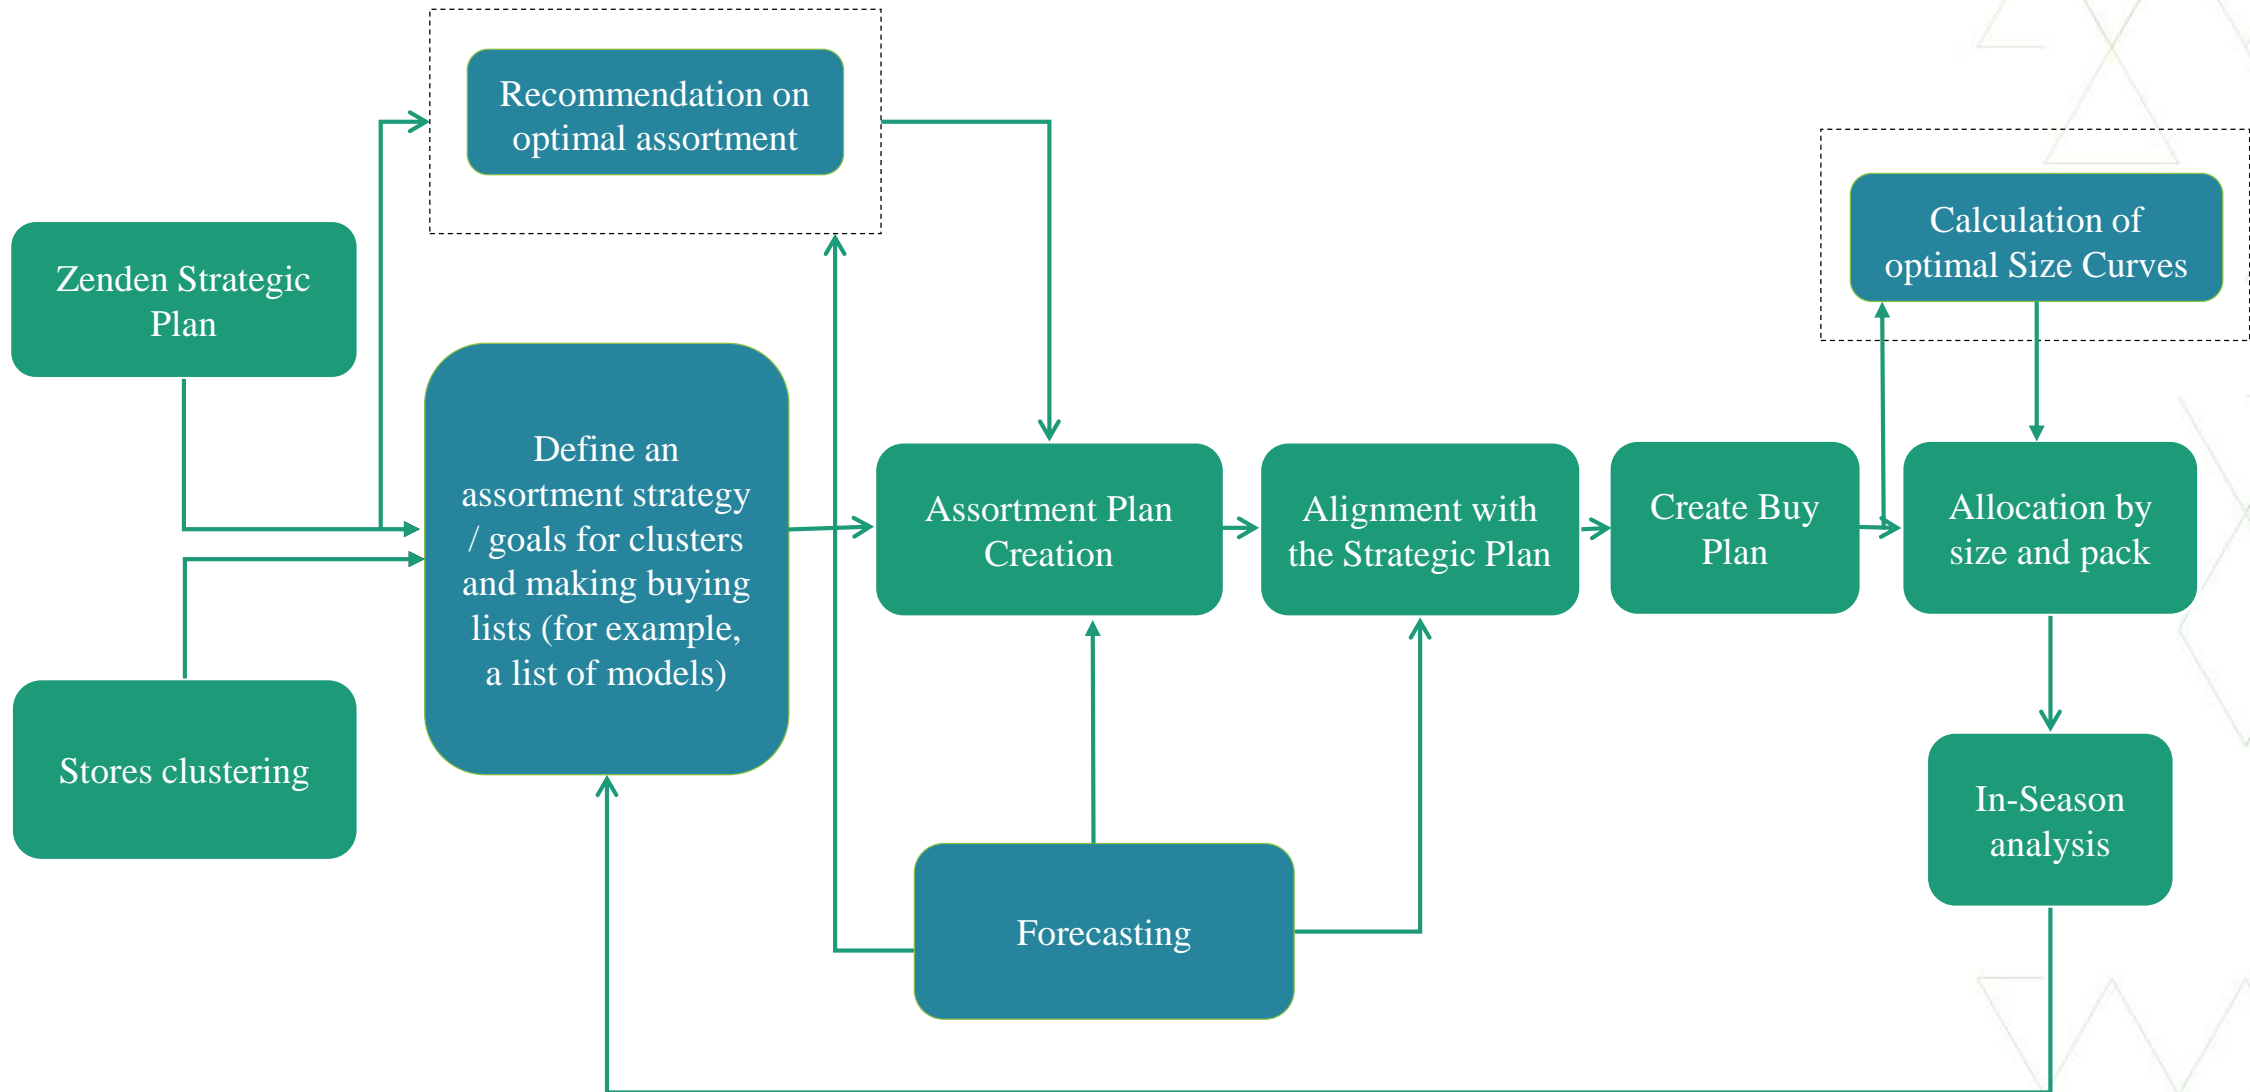 Recommendation on
optimal assortment
Calculation of
optimal Size Curves
Zenden Strategic
Plan
Define an
assortment strategy
/ goals for clusters
and making buying
lists (for example,
a list of models)
Assortment Plan
Creation
Alignment with
the Strategic Plan
Create Buy
Plan
Allocation by
size and pack
Stores clustering
In-Season
analysis
Forecasting